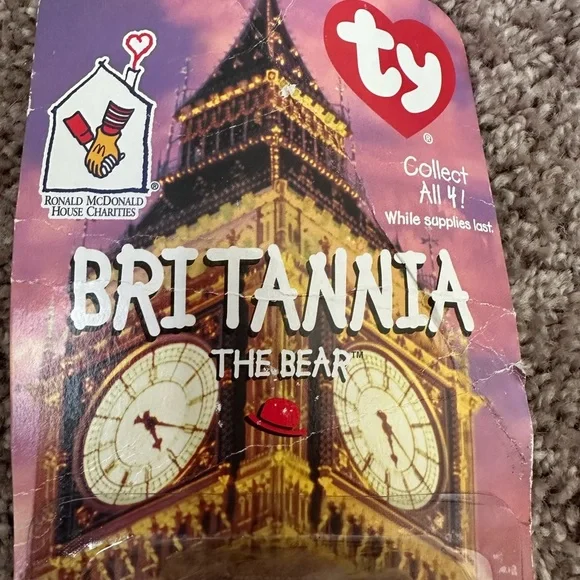 ty
®
Collect
All 4!
While supplies last.
RONALD MCDONALD
HOUSE CHARITIES®
BRITANNIA
THE BEAR™